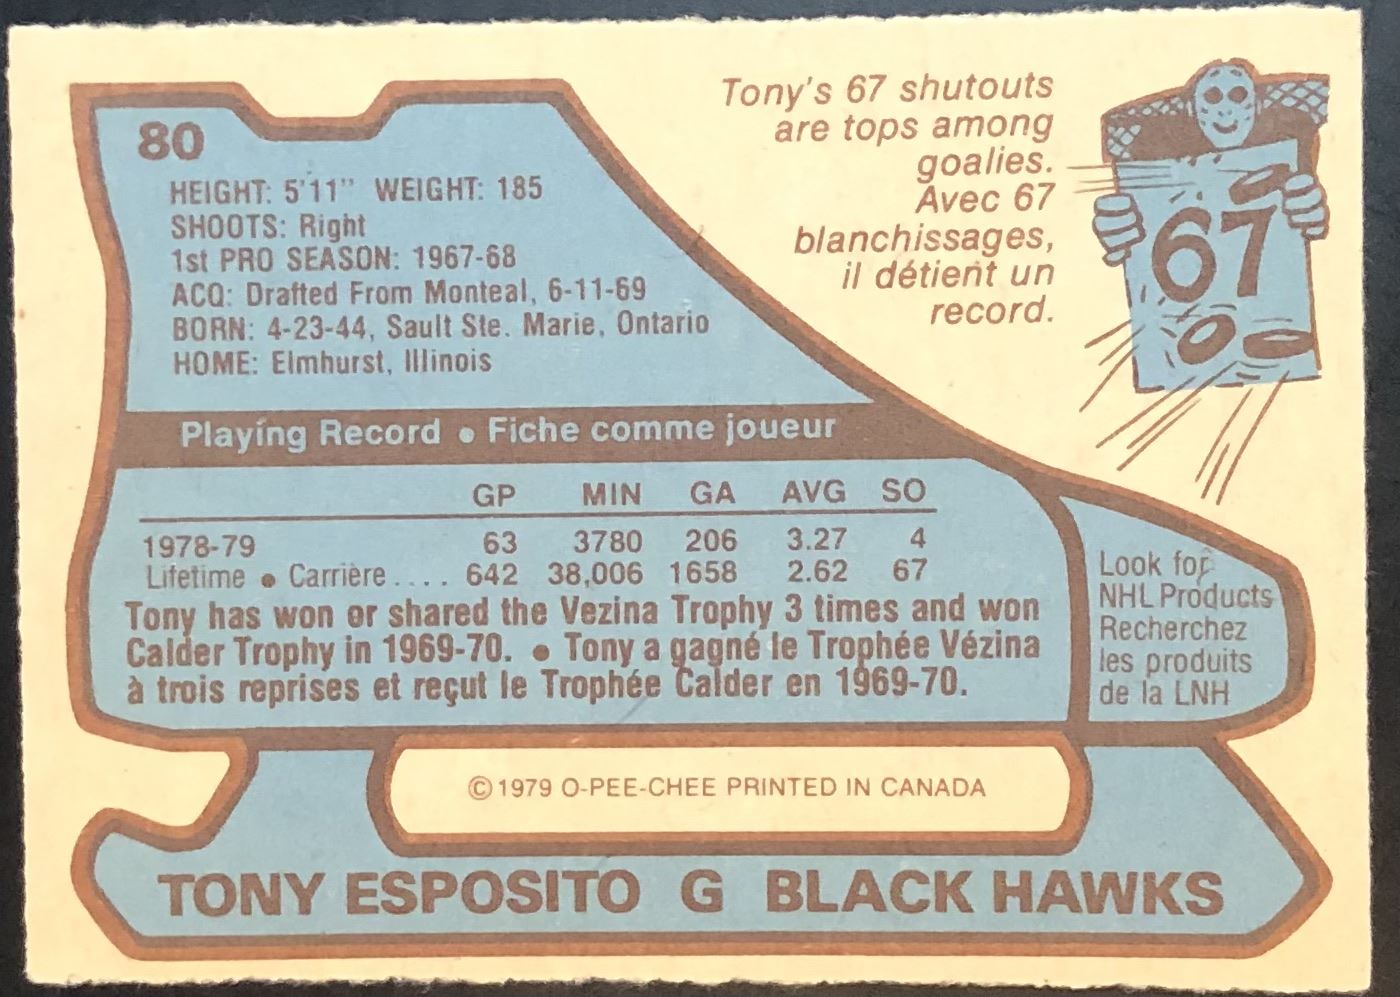 80
HEIGHT: 5'11" WEIGHT: 185
SHOOTS: Right
1st PRO SEASON: 1967-68
ACQ: Drafted From Monteal, 6-11-69
BORN: 4-23-44, Sault Ste. Marie, Ontario
HOME: Elmhurst, Illinois
Tony's 67 shutouts
are tops among
goalies.
Avec 67
blanchissages,
il détient un
record.
67
Playing Record • Fiche comme joueur
GP MIN GA AVG SO
1978-79 63 3780 206 3.27 4
Lifetime • Carrière.... 642 38,006 1658 2.62 67
Tony has won or shared the Vezina Trophy 3 times and won
Calder Trophy in 1969-70. • Tony a gagné le Trophée Vézina
à trois reprises et reçut le Trophée Calder en 1969-70.
Look for
NHL Products
Recherchez
les produits
de la LNH
© 1979 O-PEE-CHEE PRINTED IN CANADA
TONY ESPOSITO G BLACK HAWKS